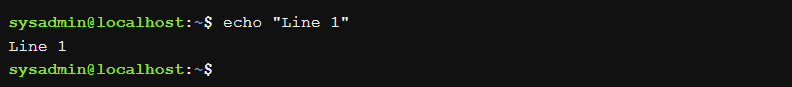 sysadmin@localhost:~$ echo "Line 1"
Line 1
sysadmin@localhost:~$